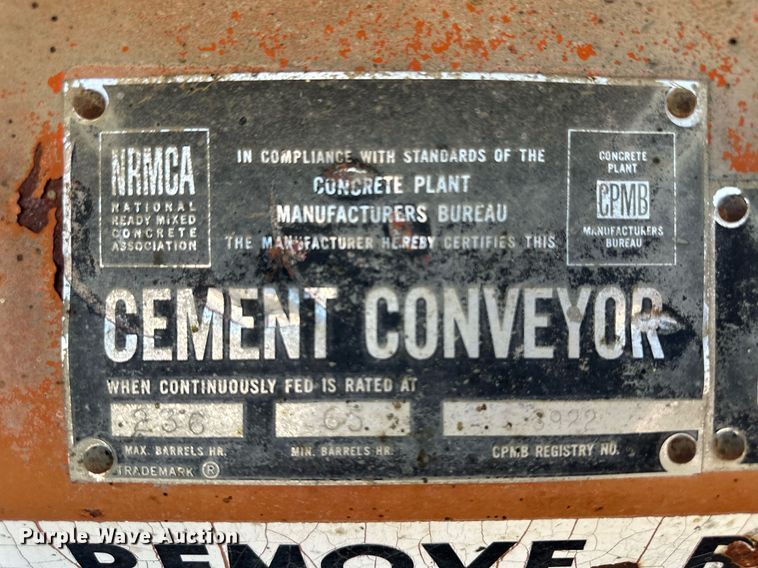 NRMCA
NATIONAL
READY MIXED
CONCRETE
ASSOCIATION
IN COMPLIANCE WITH STANDARDS OF THE
CONCRETE PLANT
MANUFACTURERS BUREAU
THE MANUFACTURER HEREBY CERTIFIES THIS
CONCRETE
PLANT
CPMB
MANUFACTURERS
BUREAU
CEMENT CONVEYOR
WHEN CONTINUOUSLY FED IS RATED AT
236
65
3922
MAX. BARRELS HR.
MIN. BARRELS HR.
CPMB REGISTRY NO.
TRADEMARK ®
Purple Wave Auction
REMOVE